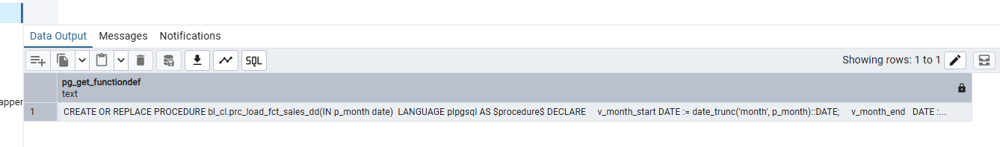 Data Output Messages Notifications
SQL Showing rows: 1 to 1
pg_get_functiondef
text
apper
1 CREATE OR REPLACE PROCEDURE bl_cl.prc_load_fct_sales_dd(IN p_month date) LANGUAGE plpgsql AS $procedure$ DECLARE v_month_start DATE := date_trunc('month', p_month)::DATE; v_month_end DATE :...